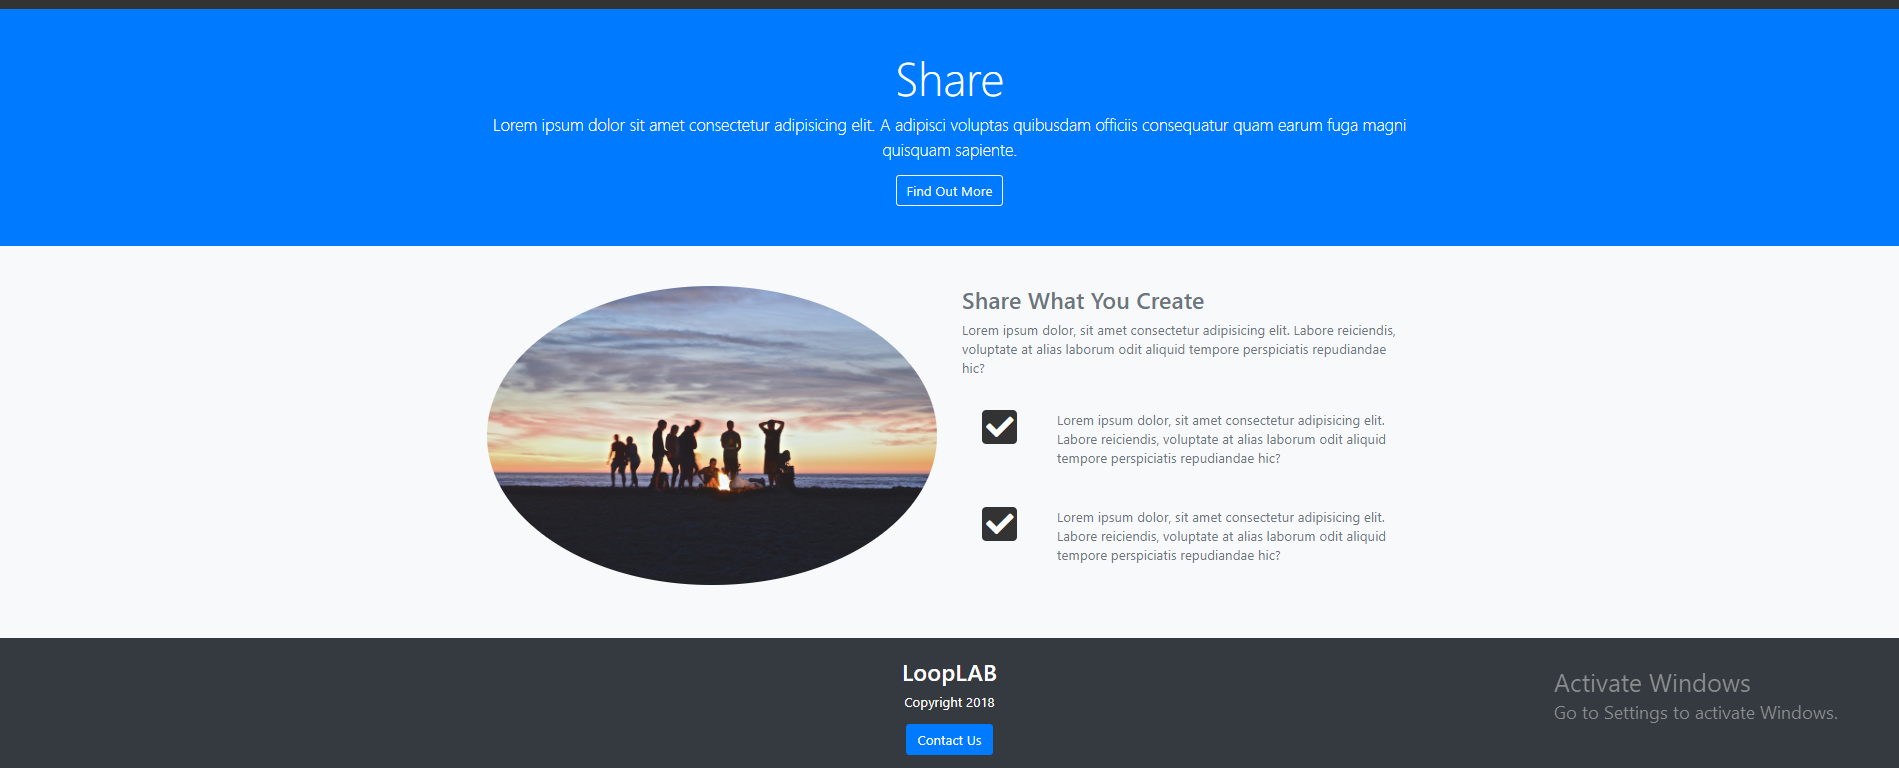 Share
Lorem ipsum dolor sit amet consectetur adipisicing elit. A adipisci voluptas quibusdam officiis consequatur quam earum fuga magni
quisquam sapiente.
Find Out More
Share What You Create
Lorem ipsum dolor, sit amet consectetur adipisicing elit. Labore reiciendis,
voluptate at alias laborum odit aliquid tempore perspiciatis repudiandae
hic?
Lorem ipsum dolor, sit amet consectetur adipisicing elit.
Labore reiciendis, voluptate at alias laborum odit aliquid
tempore perspiciatis repudiandae hic?
Lorem ipsum dolor, sit amet consectetur adipisicing elit.
Labore reiciendis, voluptate at alias laborum odit aliquid
tempore perspiciatis repudiandae hic?
LoopLAB
Copyright 2018
Contact Us
Activate Windows
Go to Settings to activate Windows.